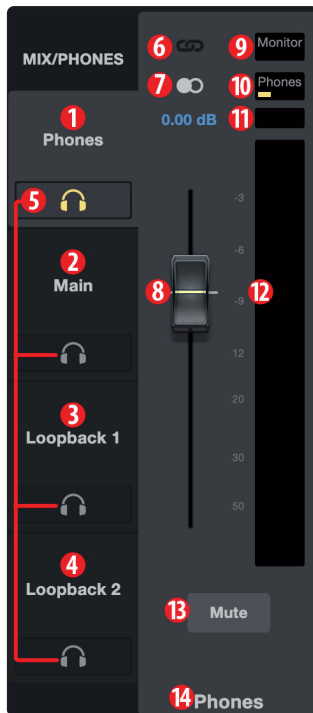 MIX/PHONES
1
Phones
5
2
Main
3
Loopback 1
4
Loopback 2
6
7
0.00 dB
8
9 Monitor
10 Phones
11
-3
-6
-9
12
12
20
30
50
13 Mute
14 Phones